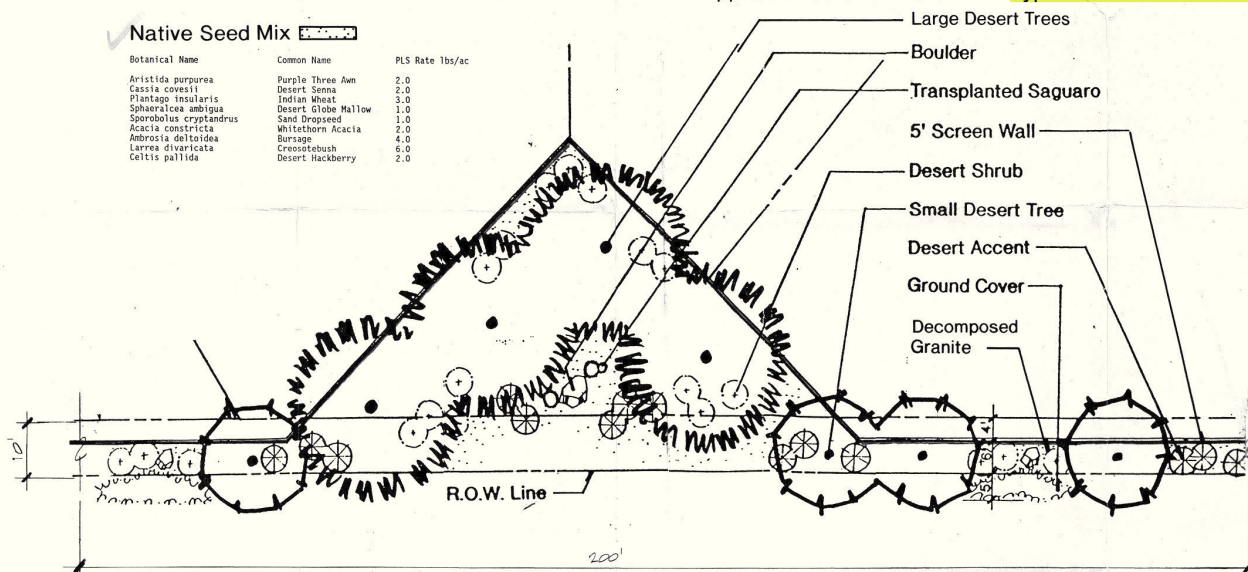 Native Seed Mix
Botanical Name Common Name PLS Rate lbs/ac
Aristida purpurea Purple Three Awn 2.0
Cassia covesii Desert Senna 2.0
Plantago insularis Indian Wheat 3.0
Sphaeralcea ambigua Desert Globe Mallow 1.0
Sporobolus cryptandrus Sand Dropseed 1.0
Acacia constricta Whitethorn Acacia 2.0
Ambrosia deltoidea Bursage 4.0
Larrea divaricata Creosotebush 6.0
Celtis pallida Desert Hackberry 2.0
Large Desert Trees
Boulder
Transplanted Saguaro
5' Screen Wall
Desert Shrub
Small Desert Tree
Desert Accent
Ground Cover
Decomposed
Granite
10'
4'
6'
5'
R.O.W. Line
200'